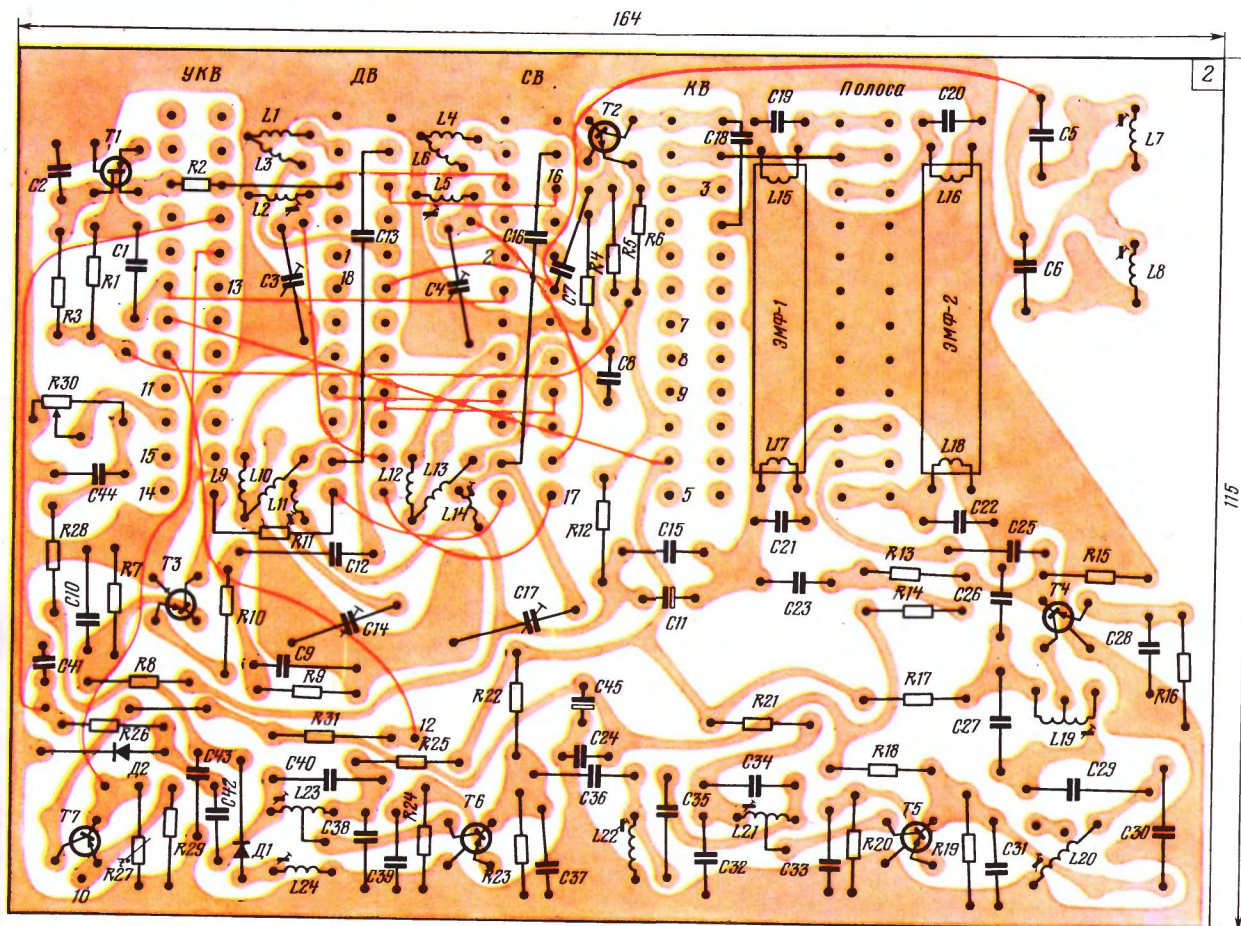 164
2
УКВ ДВ СВ КВ Полоса
C19 C20
T1 L1 L4 T2 C18 C5 L7
L3 L6
C2 R2 L2 L5 16 3 L15 L16
C1 C13 C16 R4 R5 R6
R3 R1 1 2 C6 L8
13 C3 18 C4 C7
7 ЭМФ-1 ЭМФ-2
8
C8
11 9
R30
15 L17 L18
C44 14 L9 L10 L11 L12 L13 L14 17 5
115
R28 R11 R12 C15 C21 C22 C25
C12 R13 R15
C10 R7 T3 R10 C14 C17 C11 C23 R14 C26 T4
C28
C41 R8 C9
R9 R22 C45 R17 R16
R26 R31 12 R21 C27 L19
R25 C24
Д2 C43 C40 C36 C34 R18 C29
C42 L23 R24 T6 C35 T5
T7 C38 L22 L21 C30
R27 R29 Д1 C39 R23 C37 C32 C33 R20 R19 C31 L20
10 L24